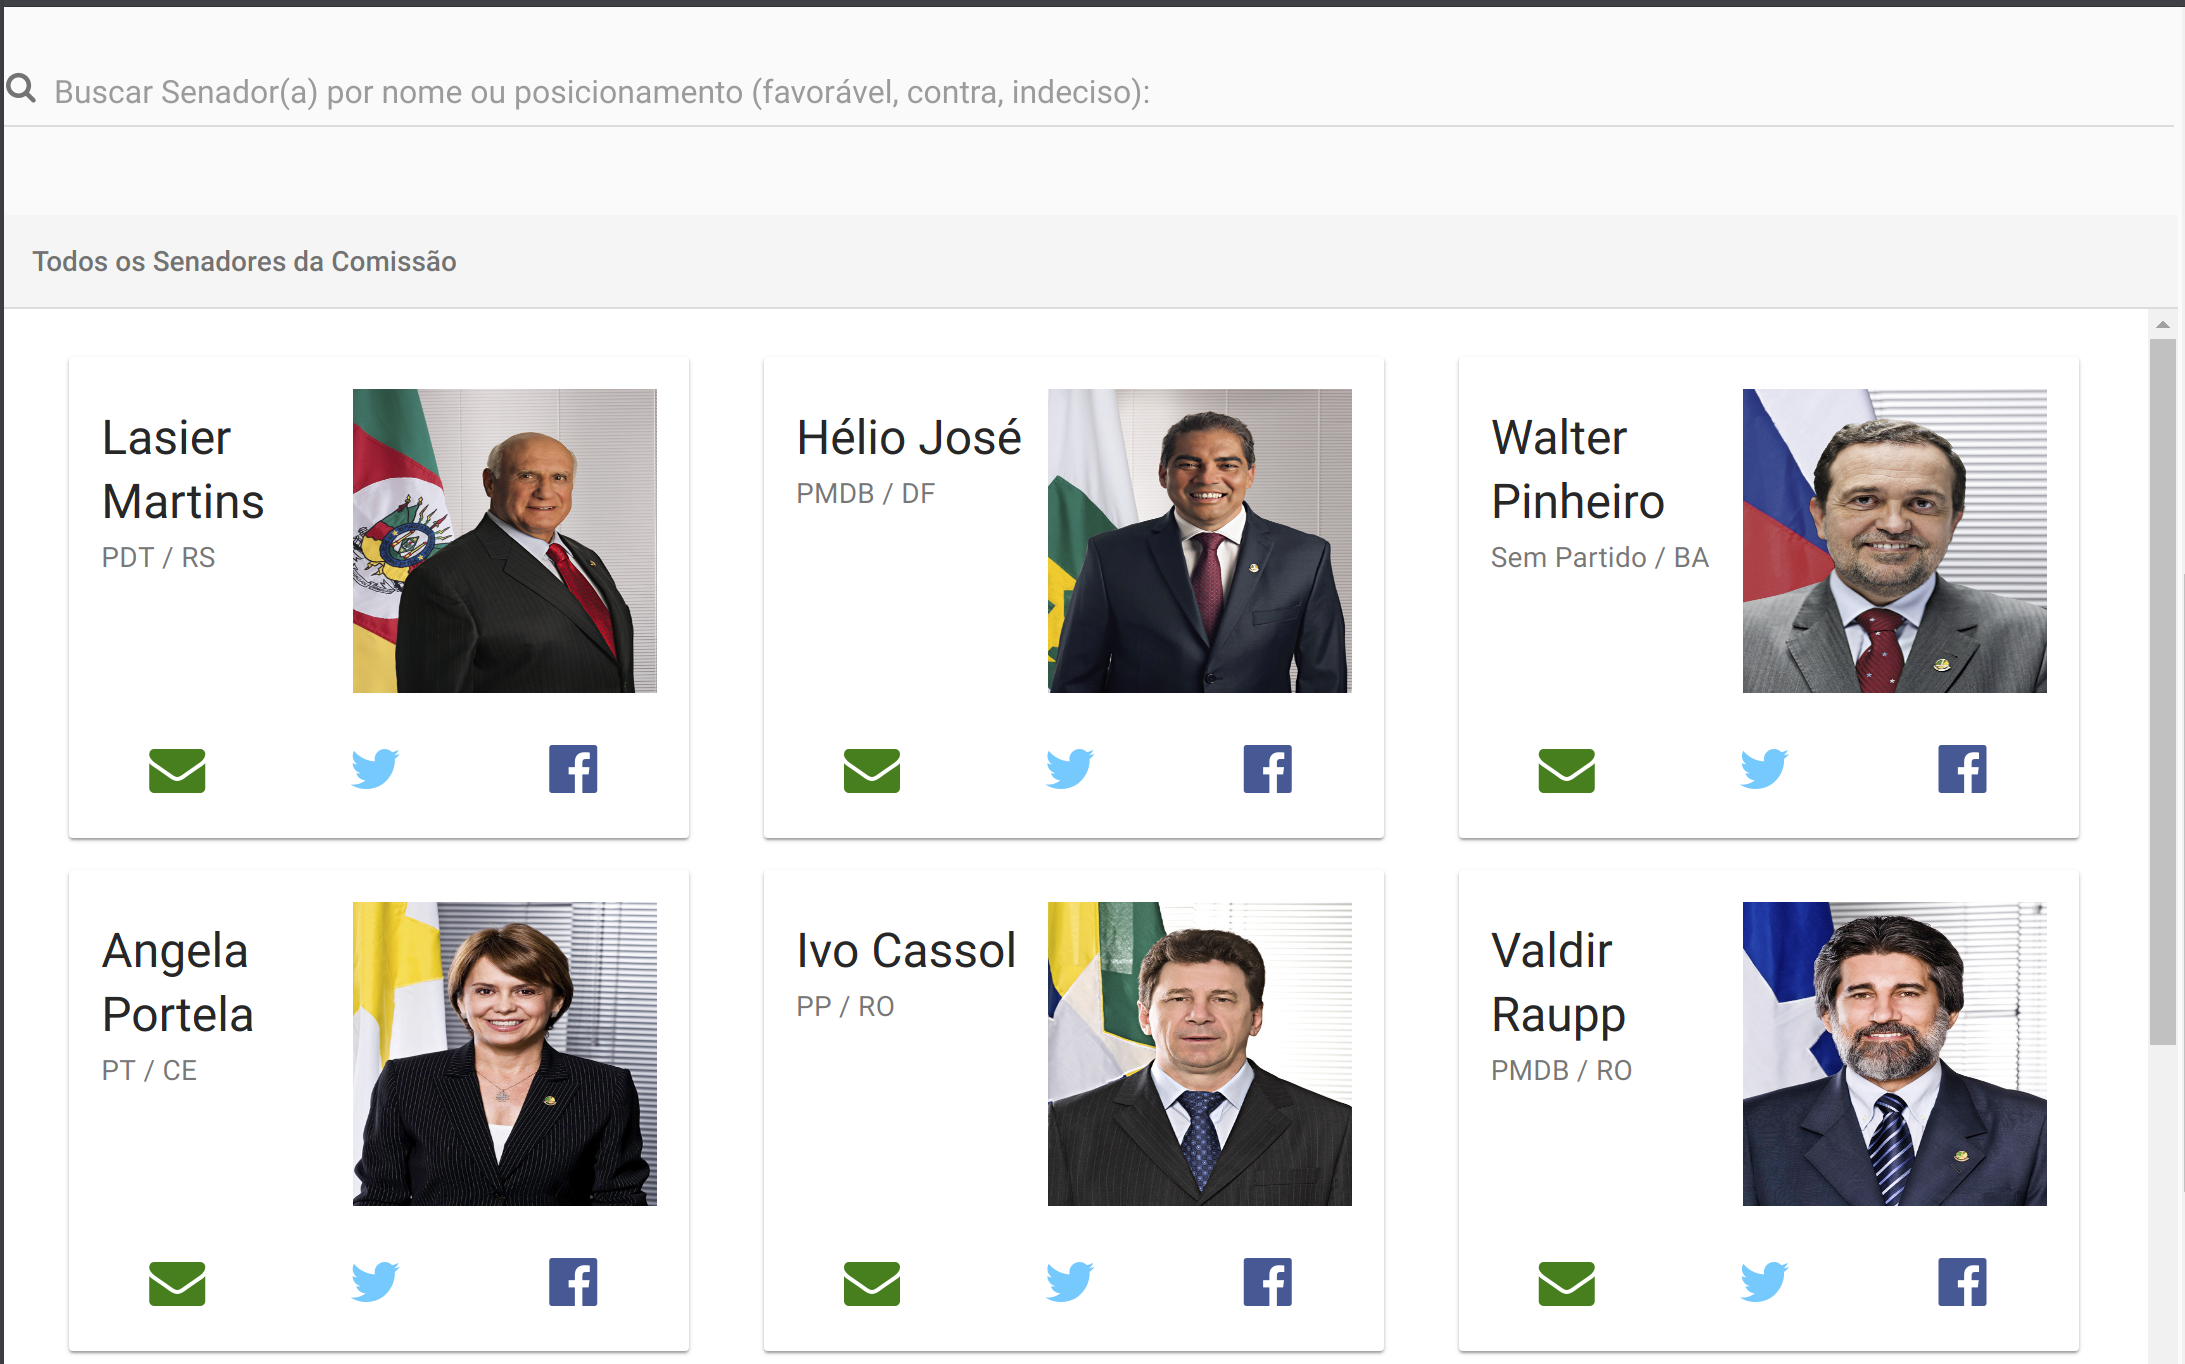 Buscar Senador(a) por nome ou posicionamento (favorável, contra, indeciso):
Todos os Senadores da Comissão
Lasier
Martins
PDT / RS
Hélio José
PMDB / DF
Walter
Pinheiro
Sem Partido / BA
Angela
Portela
PT / CE
Ivo Cassol
PP / RO
Valdir
Raupp
PMDB / RO